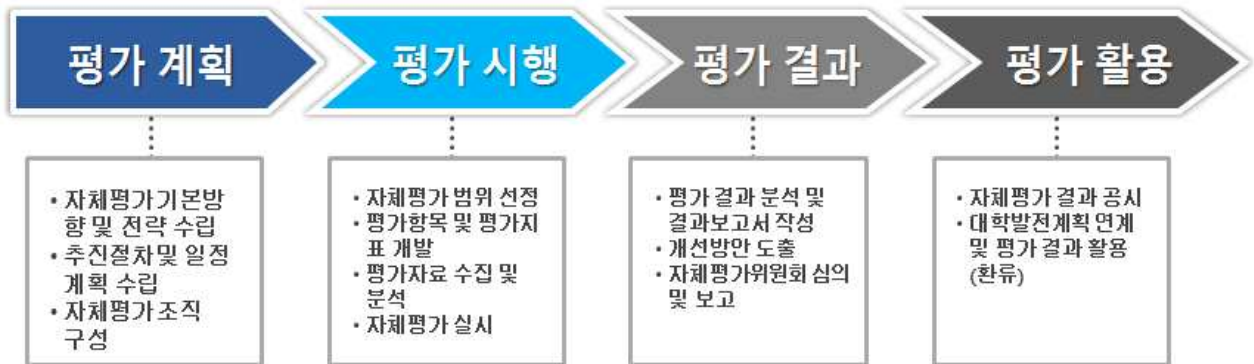 평가 계획
평가 시행
평가 결과
평가 활용
• 자체평가 기본방
향 및 전략 수립
• 추진절차 및 일정
계획 수립
• 자체평가 조직
구성
• 자체평가 범위 선정
• 평가항목 및 평가지
표 개발
• 평가자료 수집 및
분석
• 자체평가 실시
• 평가 결과 분석 및
결과보고서 작성
• 개선방안 도출
• 자체평가위원회 심의
및 보고
• 자체평가 결과 공시
• 대학발전계획 연계
및 평가 결과 활용
(환류)